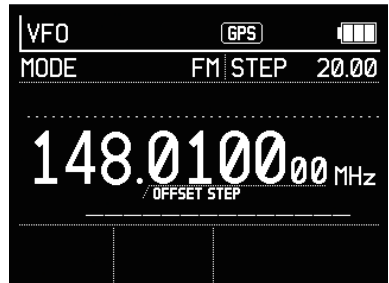 VFO GPS
MODE FM STEP 20.00
148.010000 MHz
OFFSET STEP